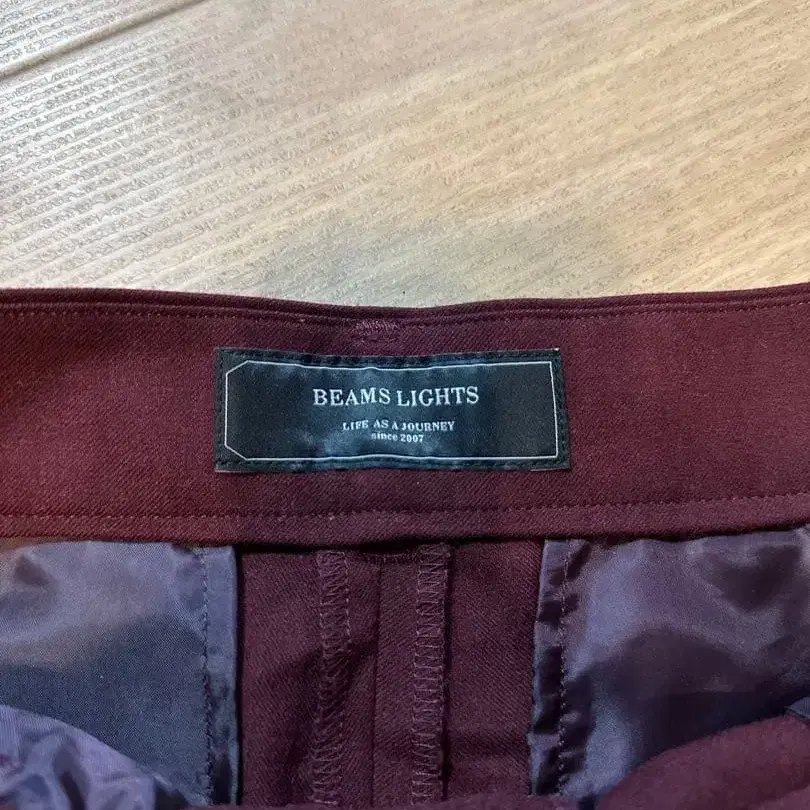 BEAMS LIGHTS
LIFE AS A JOURNEY
since 2007